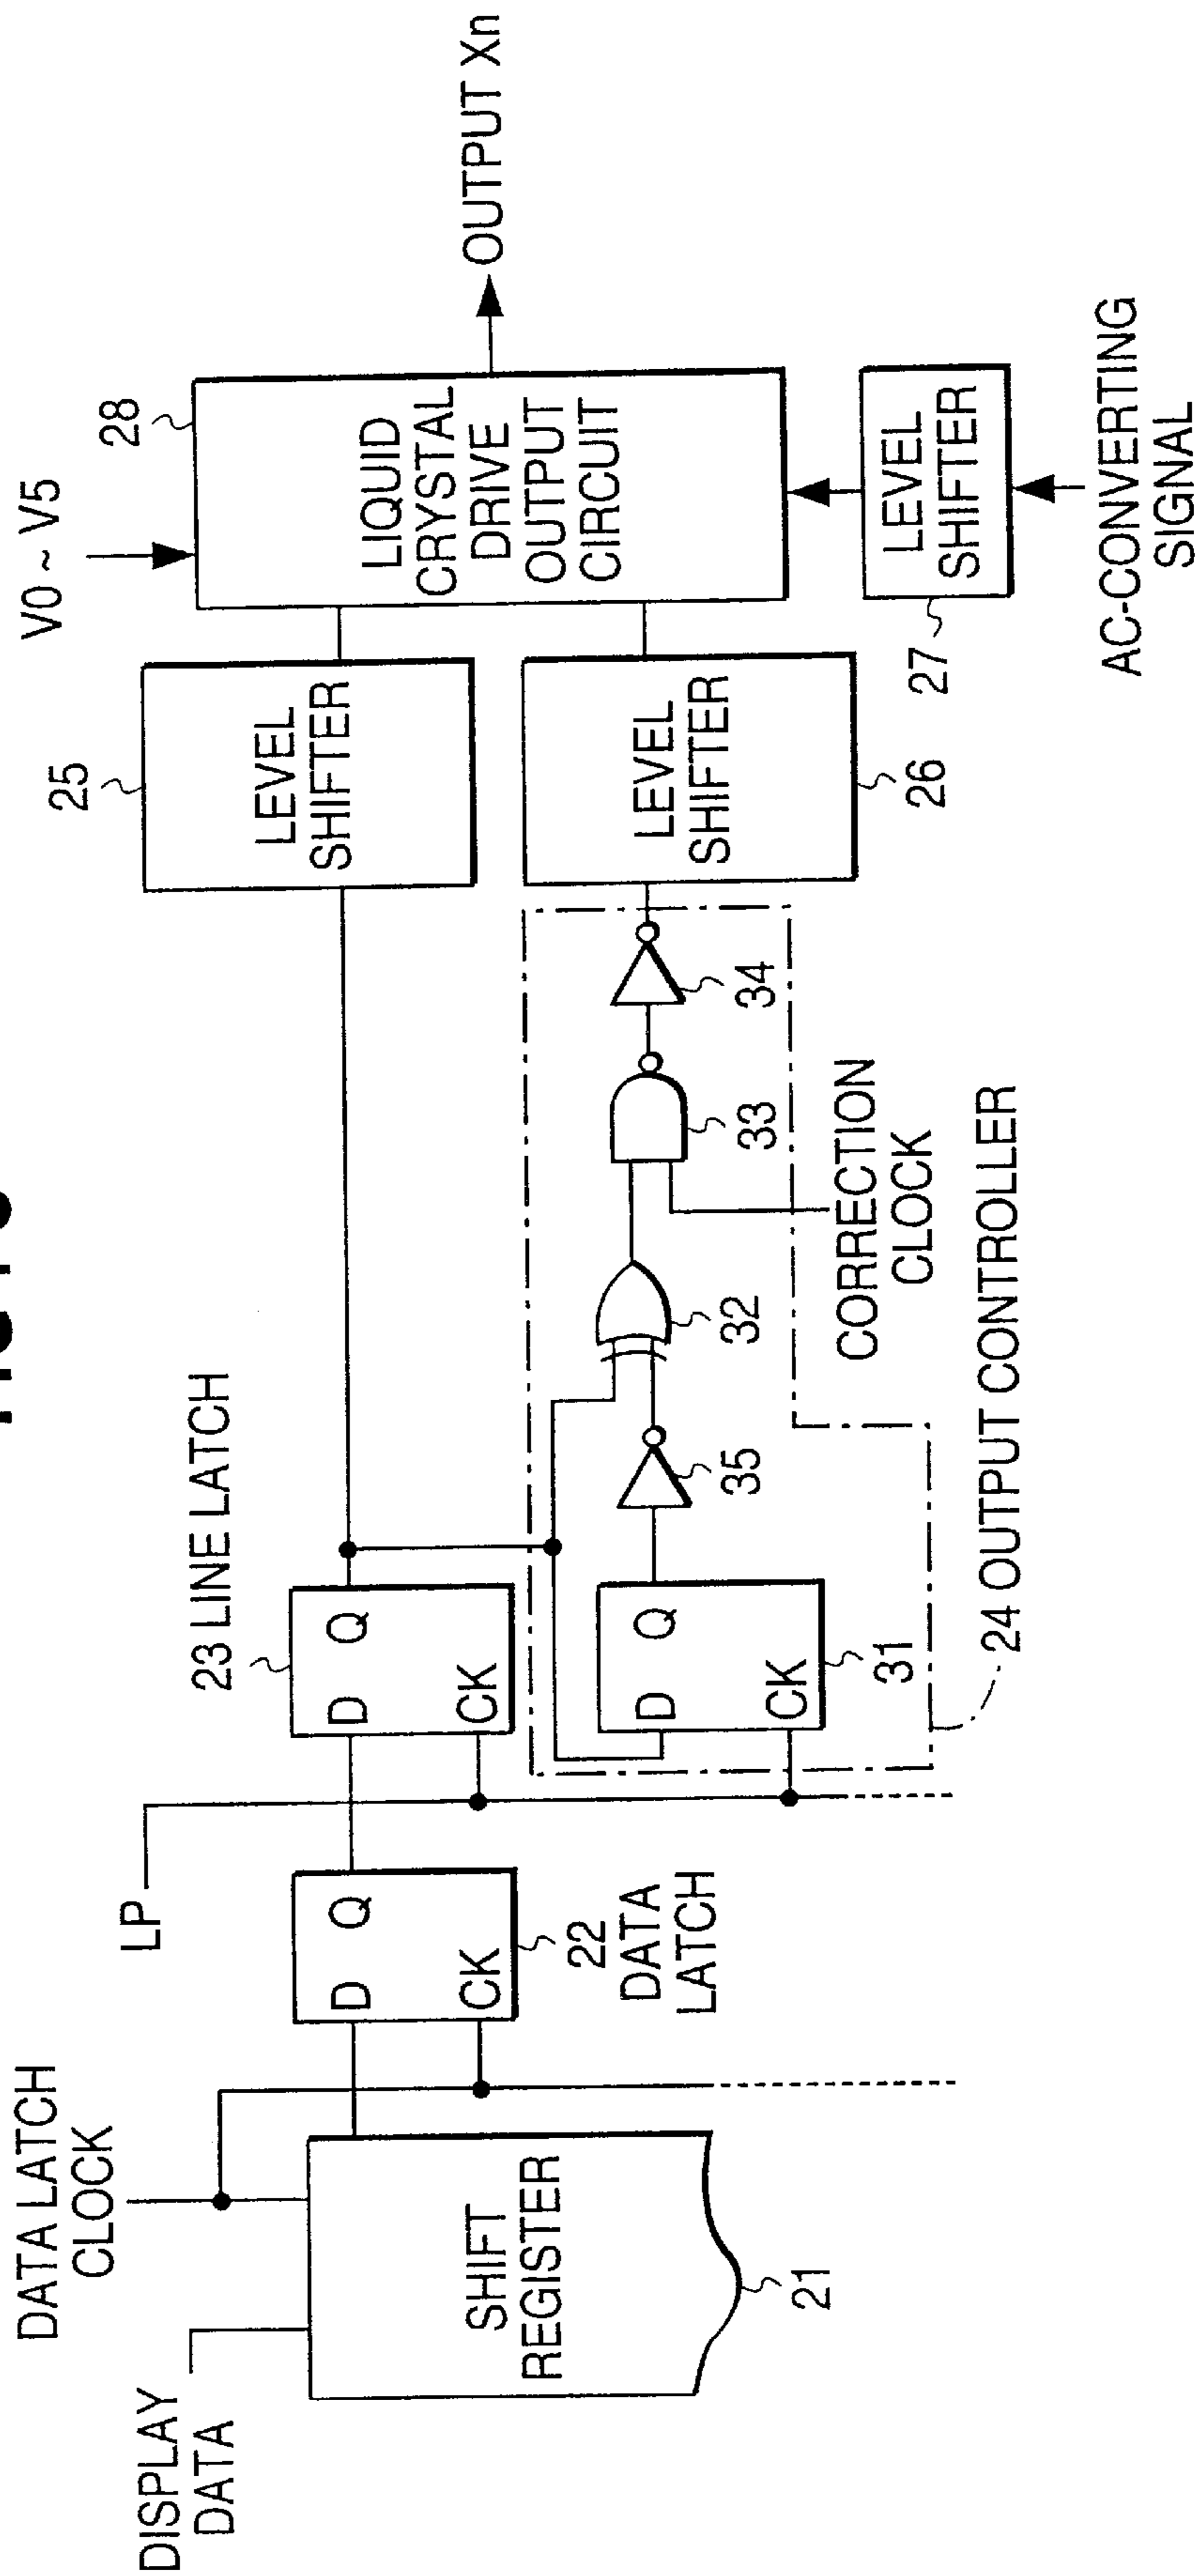 DISPLAY
DATA
DATA LATCH
CLOCK
SHIFT
REGISTER
21
D Q
CK
22
DATA
LATCH
LP
23 LINE LATCH
D Q
CK
D Q
CK
31
35
32
33
34
CORRECTION
CLOCK
24 OUTPUT CONTROLLER
25
LEVEL
SHIFTER
LEVEL
SHIFTER
26
V0 ~ V5
28
LIQUID
CRYSTAL
DRIVE
OUTPUT
CIRCUIT
OUTPUT Xn
LEVEL
SHIFTER
27
AC-CONVERTING
SIGNAL